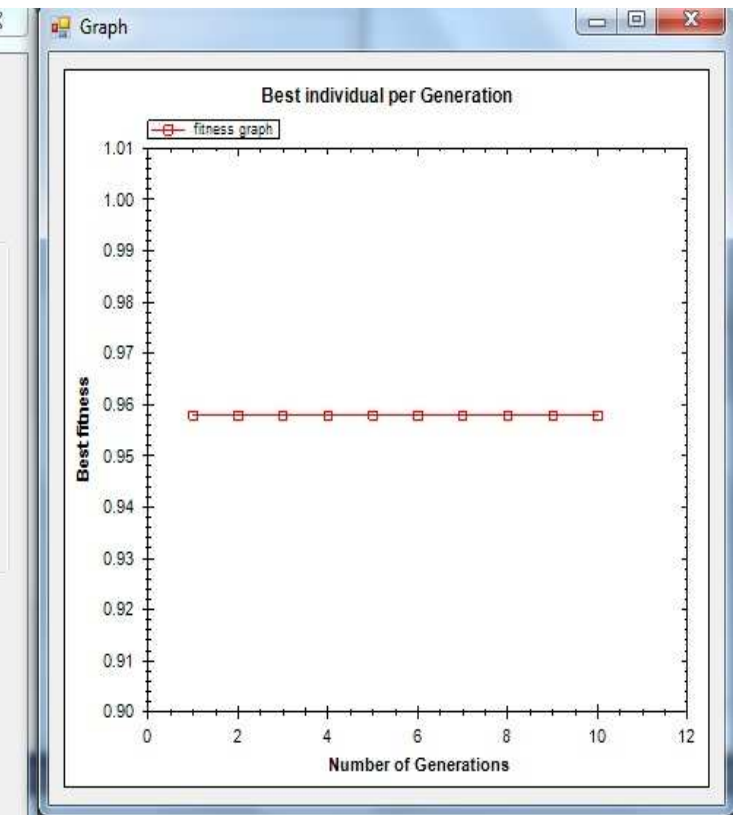 Graph
X
Best individual per Generation
fitness graph
1.01
1.00
0.99
0.98
0.97
0.96
0.95
0.94
0.93
0.92
0.91
0.90
Best fitness
0 2 4 6 8 10 12
Number of Generations